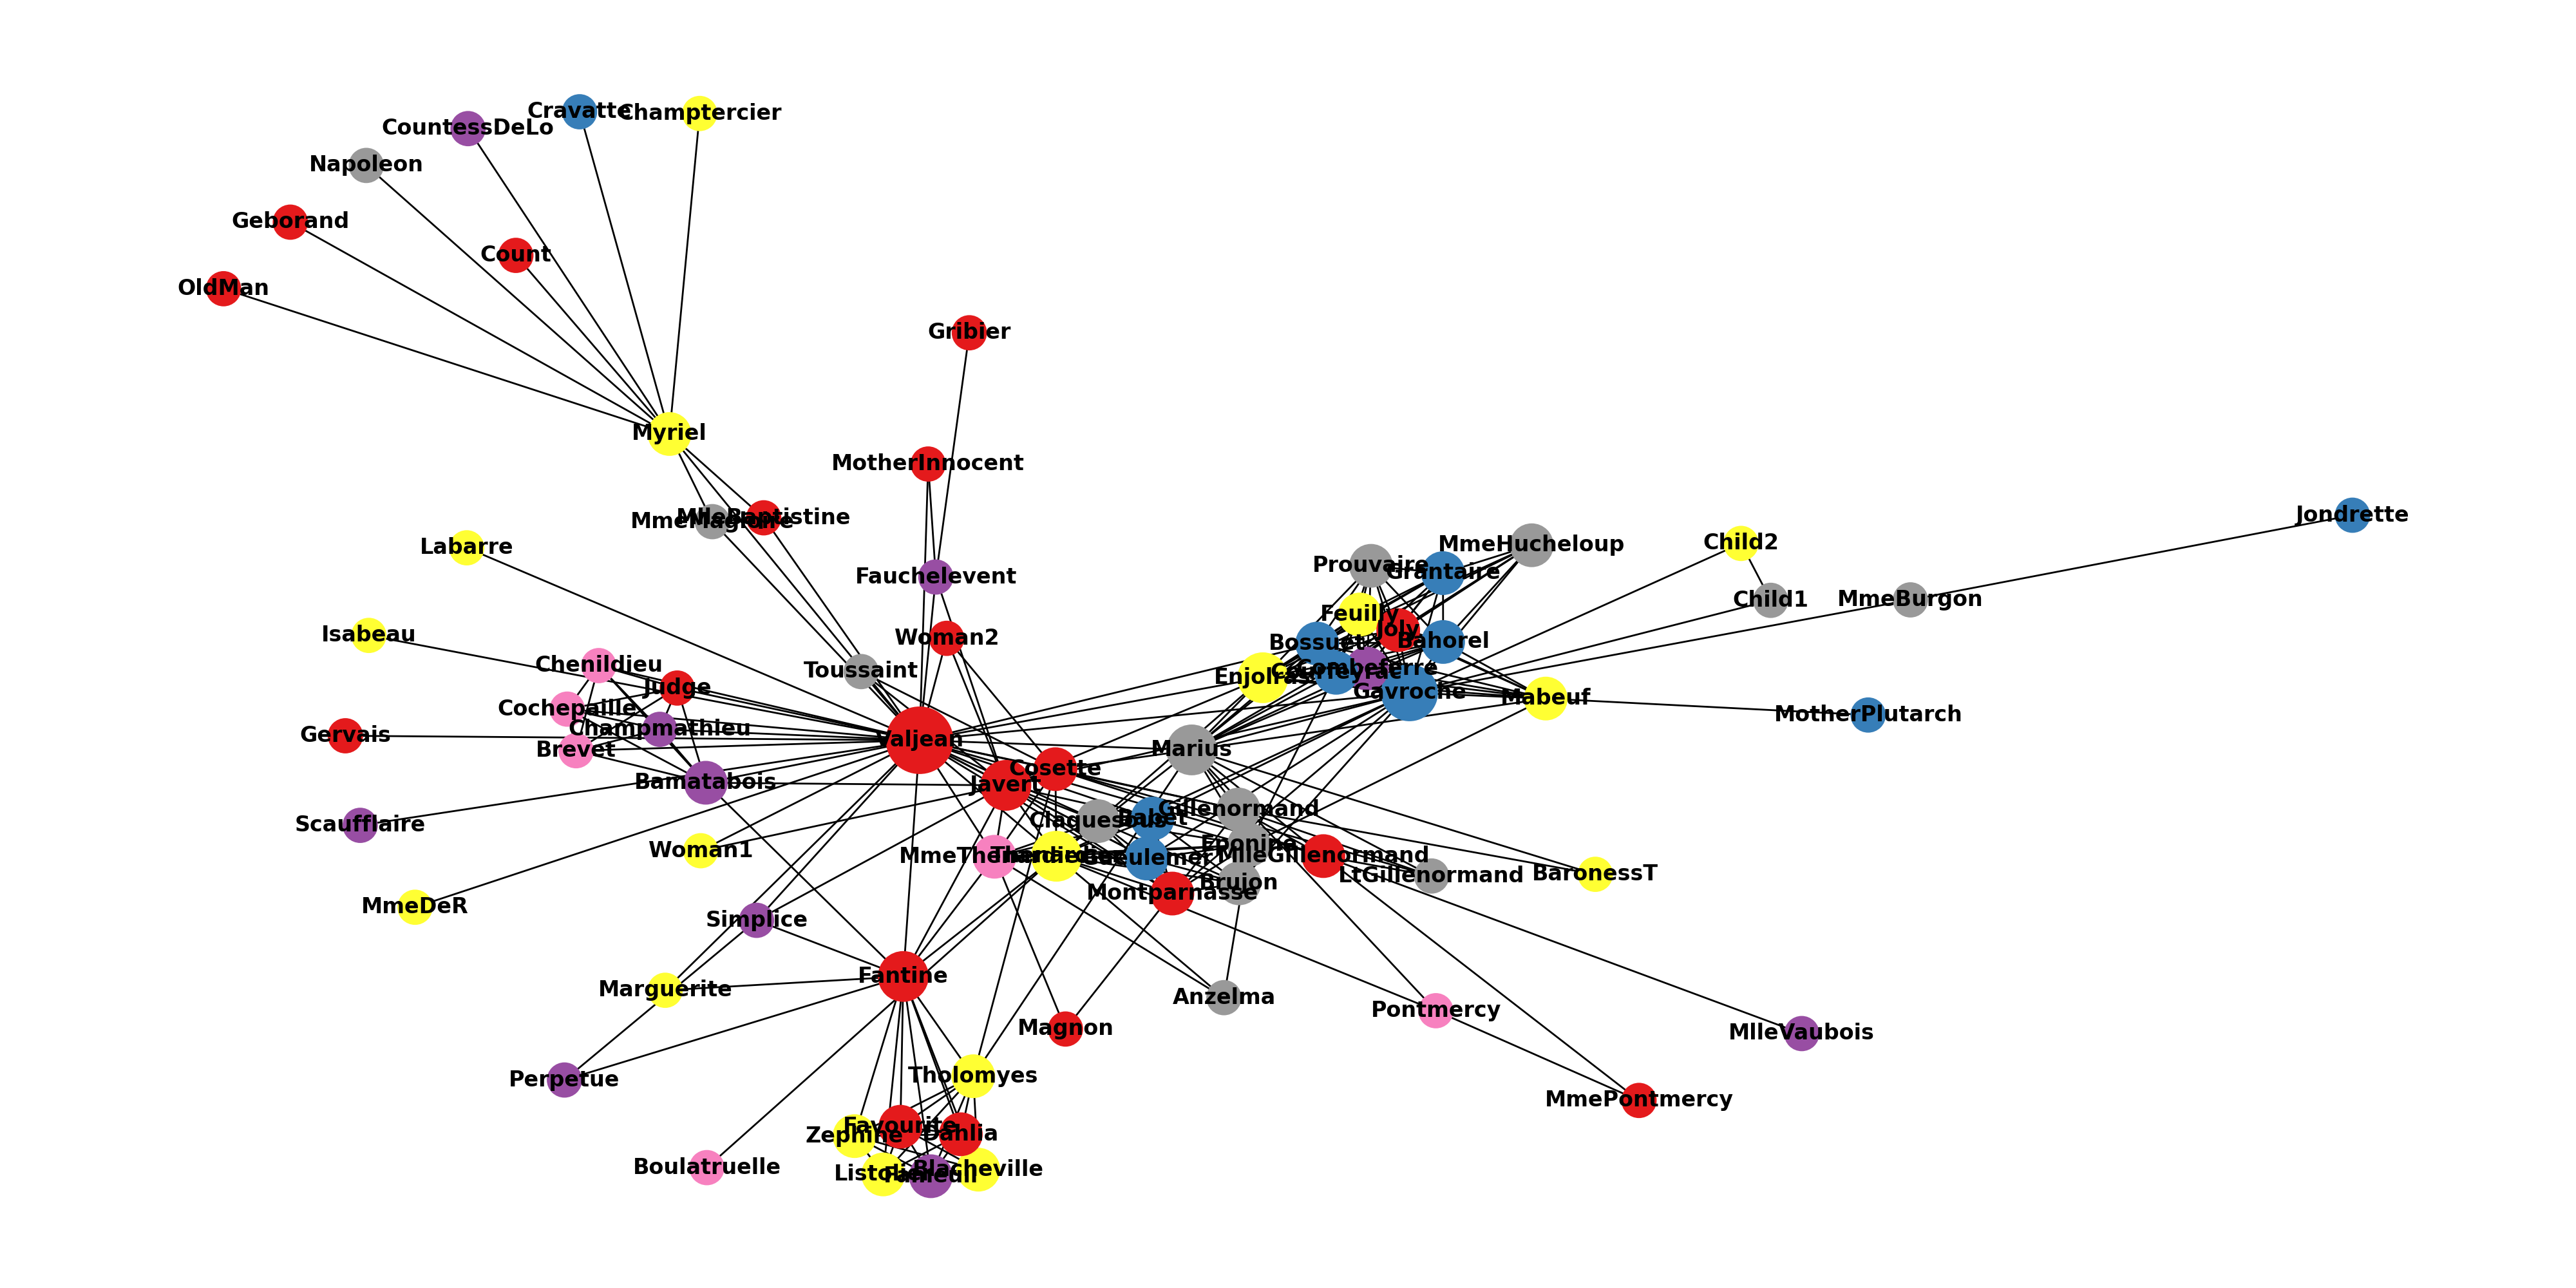 Cravatte
Champtercier
CountessDeLo
Napoleon
Geborand
Count
OldMan
Gribier
Myriel
MotherInnocent
MlleBaptistine
MmeMagloire
Labarre
Jondrette
Child2
MmeHucheloup
Prouvaire
Grantaire
Fauchelevent
Child1
MmeBurgon
Feuilly
Joly
Isabeau
Woman2
Bossuet
Bahorel
Chenildieu
Toussaint
Combeferre
Courfeyrac
Enjolras
Judge
Gavroche
Mabeuf
Cochepaille
MotherPlutarch
Champmathieu
Gervais
Valjean
Brevet
Marius
Cosette
Bamatabois
Javert
Gillenormand
Babet
Claquesous
Scaufflaire
Eponine
Woman1
MmeThenardier
Thenardier
Gueulemer
MlleGillenormand
LtGillenormand
BaronessT
Brujon
Montparnasse
MmeDeR
Simplice
Fantine
Marguerite
Anzelma
Pontmercy
Magnon
MlleVaubois
Tholomyes
Perpetue
MmePontmercy
Favourite
Zephine
Dahlia
Boulatruelle
Blacheville
Listolier
Fameuil